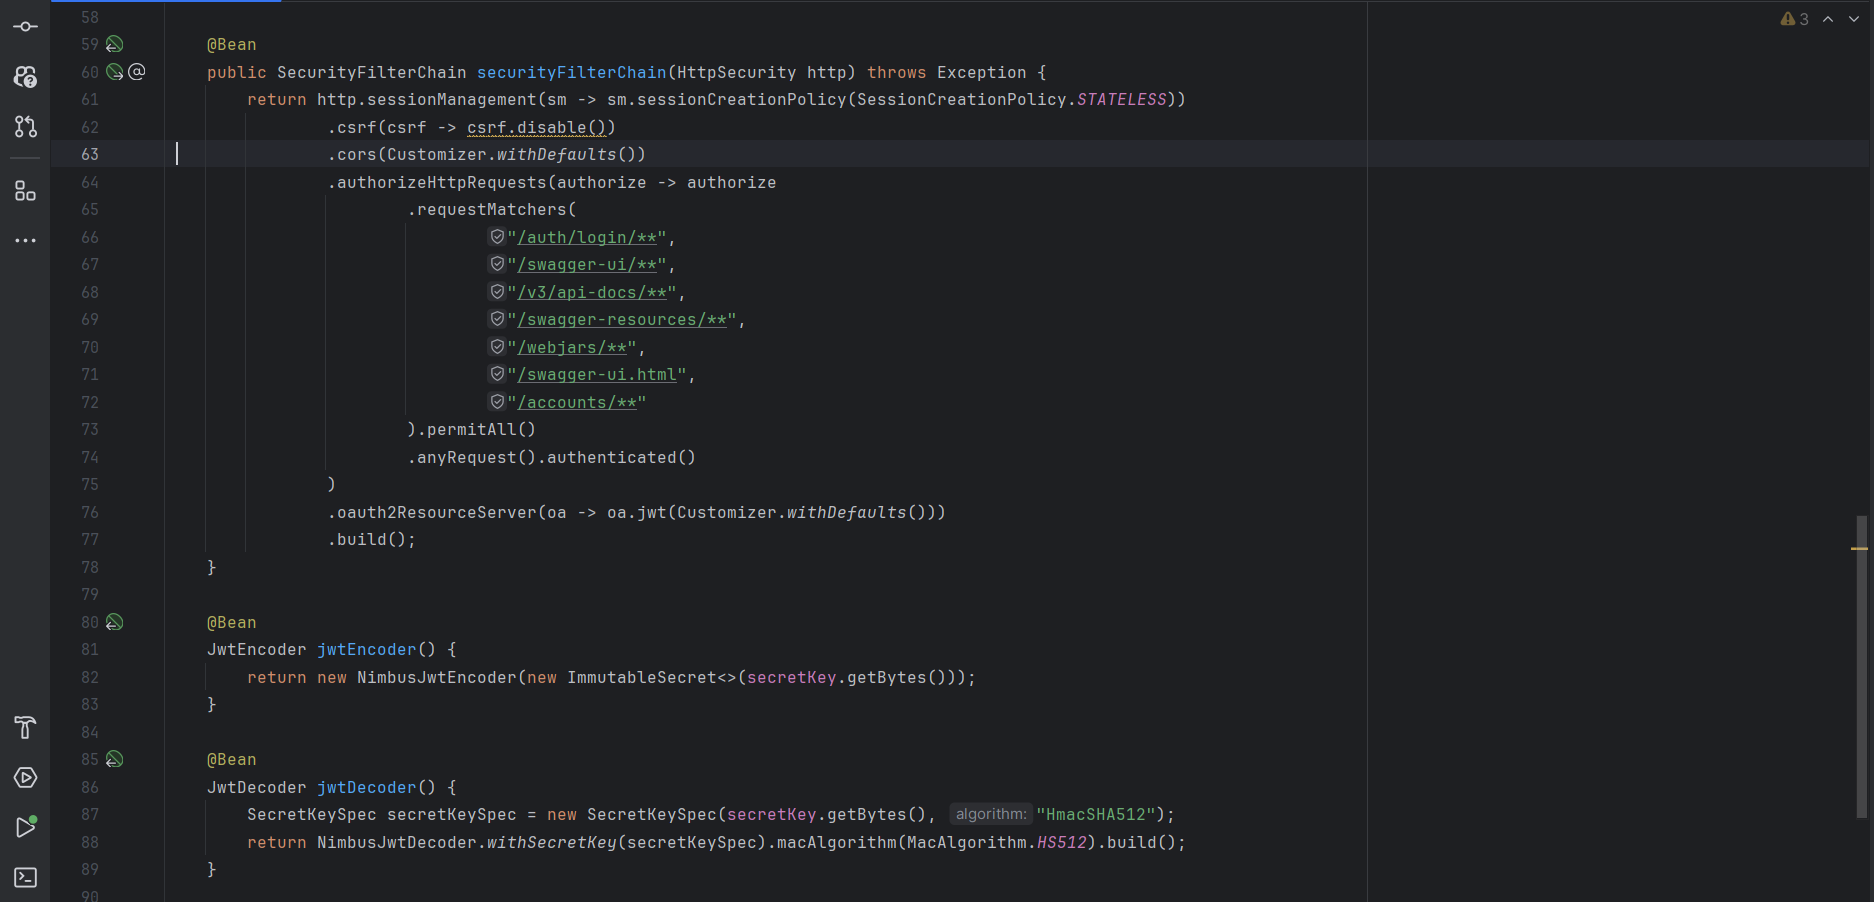 3
58
59 @Bean
60 public SecurityFilterChain securityFilterChain(HttpSecurity http) throws Exception {
61 return http.sessionManagement(sm -> sm.sessionCreationPolicy(SessionCreationPolicy.STATELESS))
62 .csrf(csrf -> csrf.disable())
63 .cors(Customizer.withDefaults())
64 .authorizeHttpRequests(authorize -> authorize
65 .requestMatchers(
66 "/auth/login/**",
67 "/swagger-ui/**",
68 "/v3/api-docs/**",
69 "/swagger-resources/**",
70 "/webjars/**",
71 "/swagger-ui.html",
72 "/accounts/**"
73 ).permitAll()
74 .anyRequest().authenticated()
75 )
76 .oauth2ResourceServer(oa -> oa.jwt(Customizer.withDefaults()))
77 .build();
78 }
79
80 @Bean
81 JwtEncoder jwtEncoder() {
82 return new NimbusJwtEncoder(new ImmutableSecret<>(secretKey.getBytes()));
83 }
84
85 @Bean
86 JwtDecoder jwtDecoder() {
87 SecretKeySpec secretKeySpec = new SecretKeySpec(secretKey.getBytes(), algorithm: "HmacSHA512");
88 return NimbusJwtDecoder.withSecretKey(secretKeySpec).macAlgorithm(MacAlgorithm.HS512).build();
89 }
90